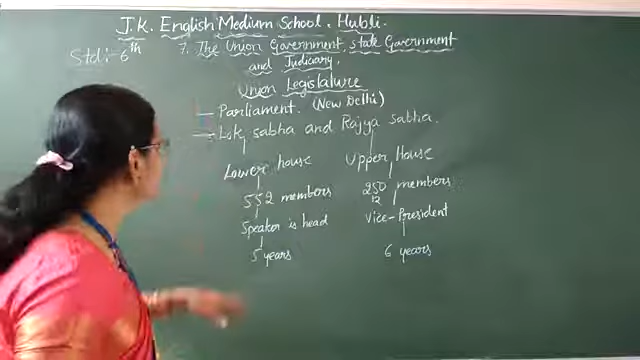 J.K. English Medium School, Hubli.
Std:- 6th
7. The Union Government, State Government
and Judiciary.
Union Legislature
— Parliament. (New Delhi)
— Lok sabha and Rajya sabha.
Lower house Upper House
552 members 250 members
12
Speaker is head Vice-President
5 years 6 years